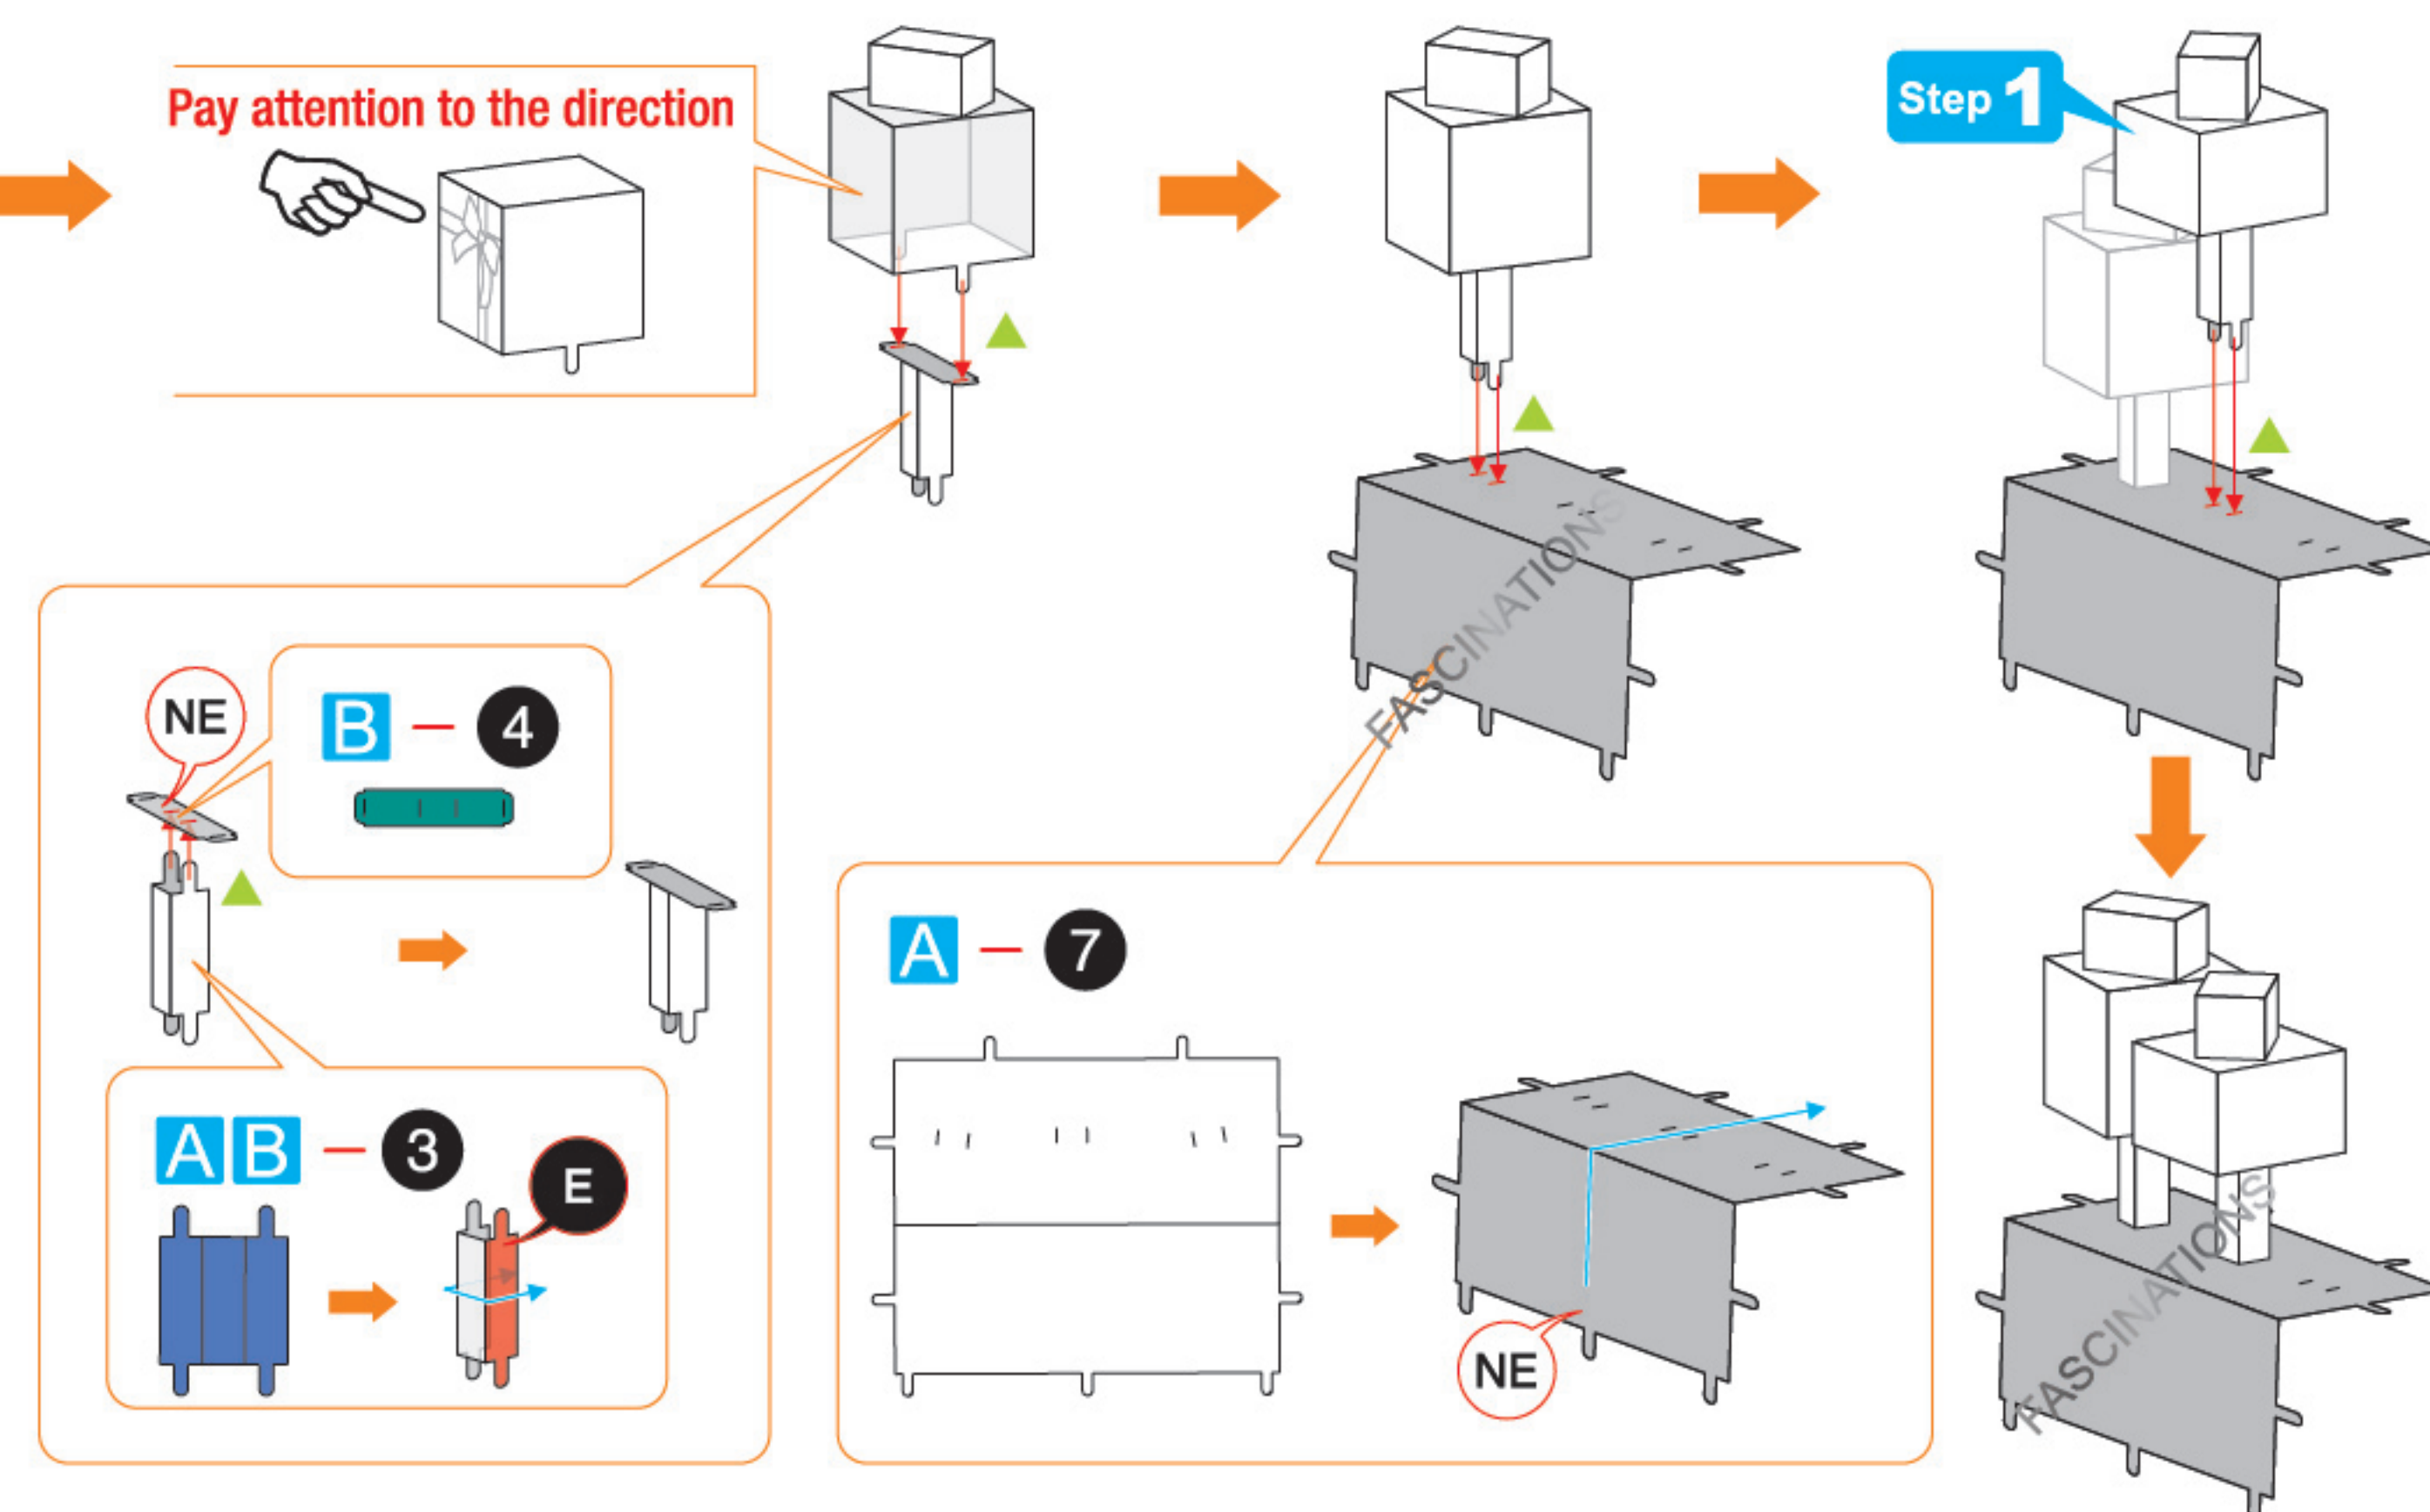 Pay attention to the direction
Step 1
NE
B – 4
A B – 3
E
FASCINATIONS
A – 7
NE
FASCINATIONS